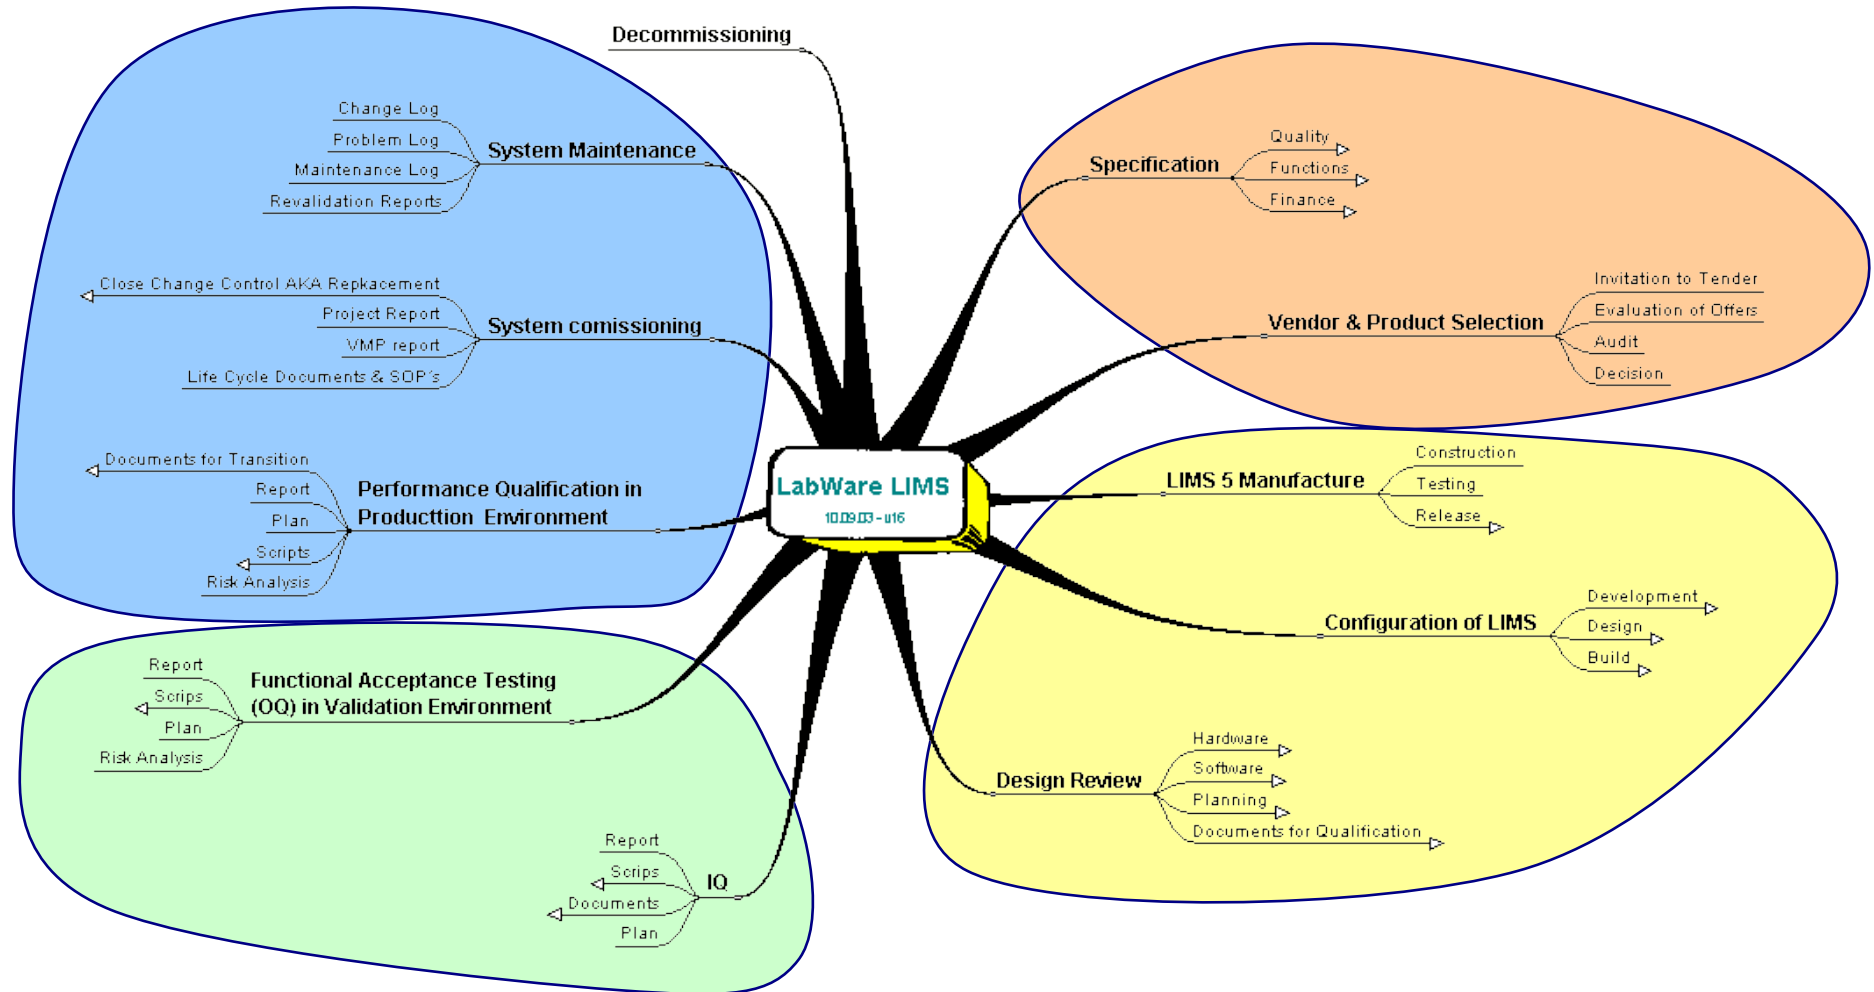 Decommissioning
Change Log
Problem Log
Maintenance Log
Revalidation Reports
System Maintenance
Close Change Control AKA Repkacement
Project Report
VMP report
Life Cycle Documents & SOP's
System comissioning
Documents for Transition
Report
Plan
Scripts
Risk Analysis
Performance Qualification in
Producttion Environment
Report
Scrips
Plan
Risk Analysis
Functional Acceptance Testing
(OQ) in Validation Environment
Report
Scrips
Documents
Plan
IQ
LabWare LIMS
10.09.03 - u16
Specification
Quality
Functions
Finance
Vendor & Product Selection
Invitation to Tender
Evaluation of Offers
Audit
Decision
LIMS 5 Manufacture
Construction
Testing
Release
Configuration of LIMS
Development
Design
Build
Design Review
Hardware
Software
Planning
Documents for Qualification